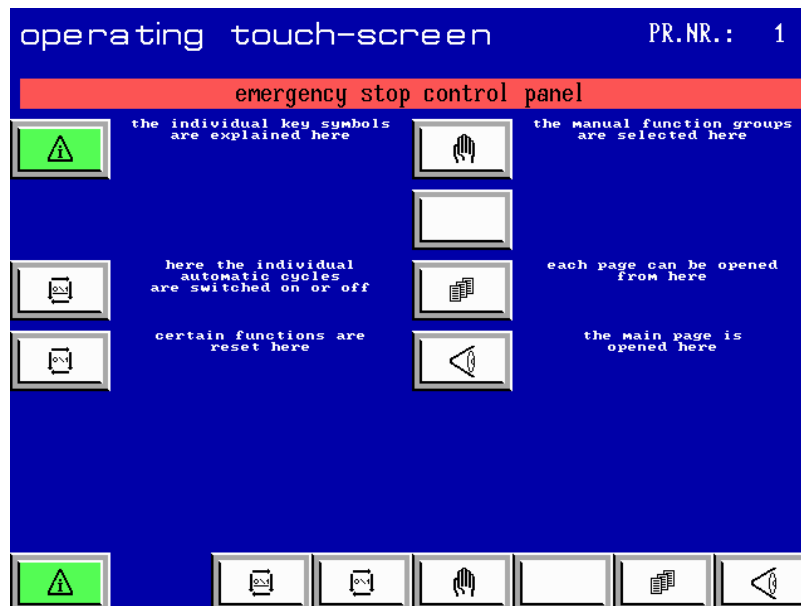 operating touch-screen PR.NR.: 1
emergency stop control panel
the individual key symbols
are explained here
the manual function groups
are selected here
here the individual
automatic cycles
are switched on or off
each page can be opened
from here
certain functions are
reset here
the main page is
opened here